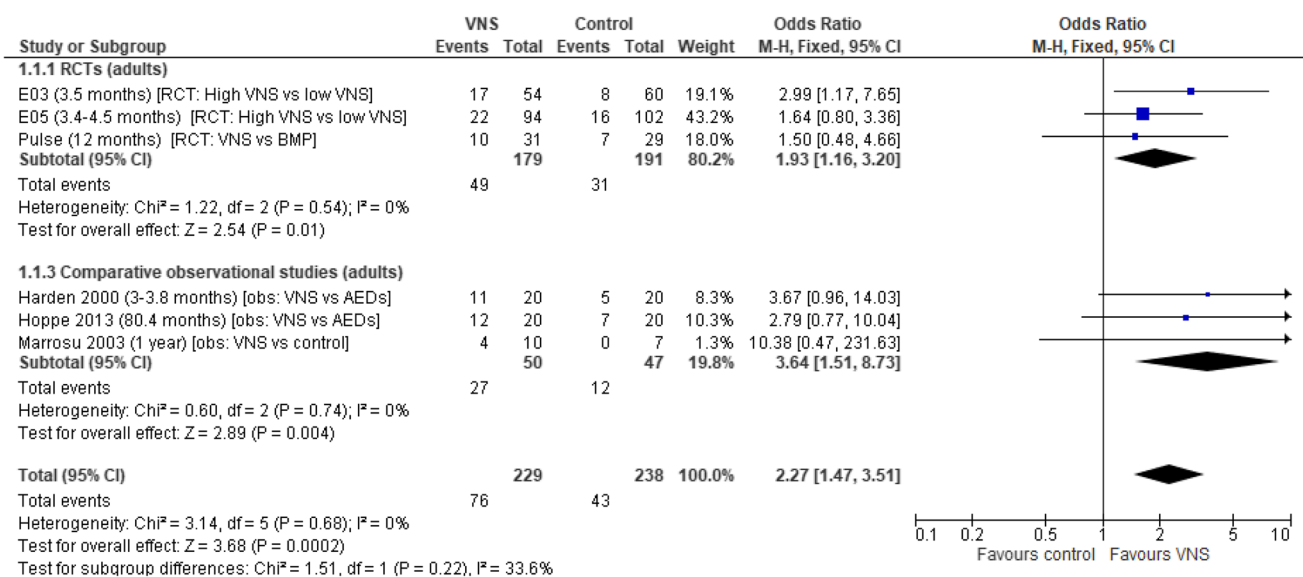 VNS Control Odds Ratio Odds Ratio
Study or Subgroup Events Total Events Total Weight M-H, Fixed, 95% CI M-H, Fixed, 95% CI
1.1.1 RCTs (adults)
E03 (3.5 months) [RCT: High VNS vs low VNS] 17 54 8 60 19.1% 2.99 [1.17, 7.65]
E05 (3.4-4.5 months) [RCT: High VNS vs low VNS] 22 94 16 102 43.2% 1.64 [0.80, 3.36]
Pulse (12 months) [RCT: VNS vs BMP] 10 31 7 29 18.0% 1.50 [0.48, 4.66]
Subtotal (95% CI) 179 191 80.2% 1.93 [1.16, 3.20]
Total events 49 31
Heterogeneity: Chi² = 1.22, df = 2 (P = 0.54); I² = 0%
Test for overall effect: Z = 2.54 (P = 0.01)
1.1.3 Comparative observational studies (adults)
Harden 2000 (3-3.8 months) [obs: VNS vs AEDs] 11 20 5 20 8.3% 3.67 [0.96, 14.03]
Hoppe 2013 (80.4 months) [obs: VNS vs AEDs] 12 20 7 20 10.3% 2.79 [0.77, 10.04]
Marrosu 2003 (1 year) [obs: VNS vs control] 4 10 0 7 1.3% 10.38 [0.47, 231.63]
Subtotal (95% CI) 50 47 19.8% 3.64 [1.51, 8.73]
Total events 27 12
Heterogeneity: Chi² = 0.60, df = 2 (P = 0.74); I² = 0%
Test for overall effect: Z = 2.89 (P = 0.004)
Total (95% CI) 229 238 100.0% 2.27 [1.47, 3.51]
Total events 76 43
Heterogeneity: Chi² = 3.14, df = 5 (P = 0.68); I² = 0%
Test for overall effect: Z = 3.68 (P = 0.0002)
Test for subgroup differences: Chi² = 1.51, df = 1 (P = 0.22), I² = 33.6%
0.1 0.2 0.5 1 2 5 10
Favours control Favours VNS